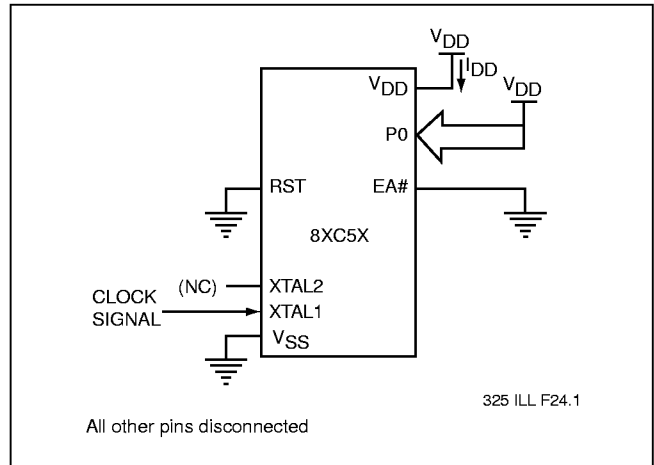 VDD
IDD
VDD
VDD
P0
RST
EA#
8XC5X
(NC)
XTAL2
CLOCK
SIGNAL
XTAL1
VSS
325 ILL F24.1
All other pins disconnected